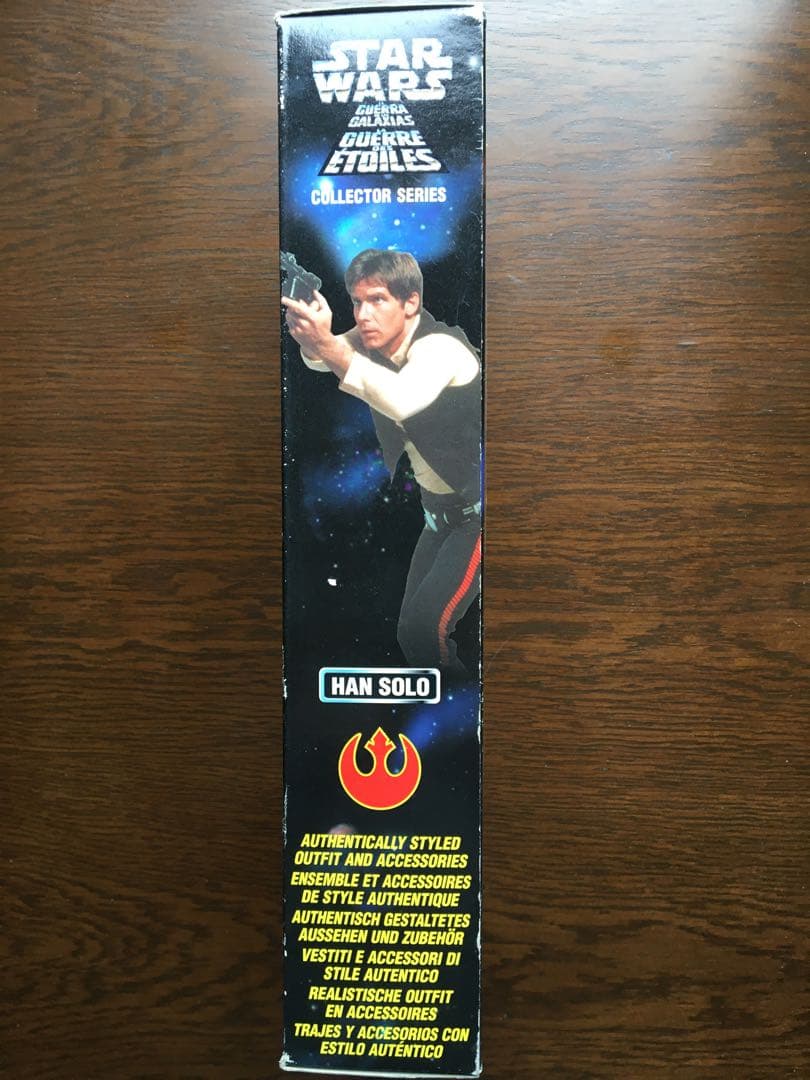 STAR
WARS
LA
GUERRA
DE LAS
GALAXIAS
LA
GUERRE
DES
ÉTOILES
COLLECTOR SERIES
HAN SOLO
AUTHENTICALLY STYLED
OUTFIT AND ACCESSORIES
ENSEMBLE ET ACCESSOIRES
DE STYLE AUTHENTIQUE
AUTHENTISCH GESTALTETES
AUSSEHEN UND ZUBEHÖR
VESTITI E ACCESSORI DI
STILE AUTENTICO
REALISTISCHE OUTFIT
EN ACCESSOIRES
TRAJES Y ACCESORIOS CON
ESTILO AUTÉNTICO